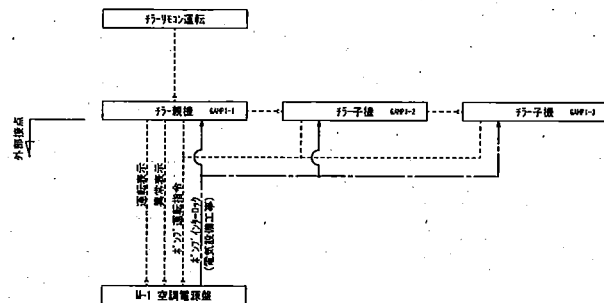 チラーリモコン運転
チラー親機 GAHP1-1
チラー子機 GAHP1-2
チラー子機 GAHP1-3
外部接点
運転表示
異常表示
ポンプ運転指令
ポンプインターロック
(電気設備工事)
M-1 空調電源盤